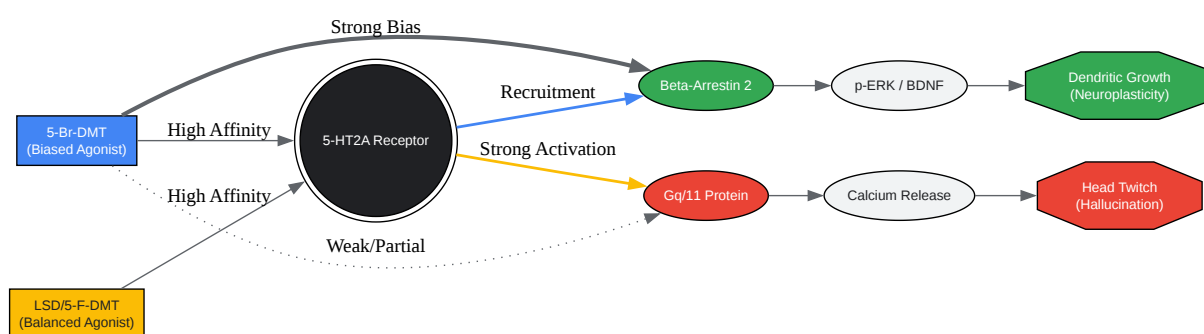 Strong Bias
5-Br-DMT
(Biased Agonist)
High Affinity
High Affinity
LSD/5-F-DMT
(Balanced Agonist)
5-HT2A Receptor
Recruitment
Strong Activation
Weak/Partial
Beta-Arrestin 2
p-ERK / BDNF
Dendritic Growth
(Neuroplasticity)
Gq/11 Protein
Calcium Release
Head Twitch
(Hallucination)